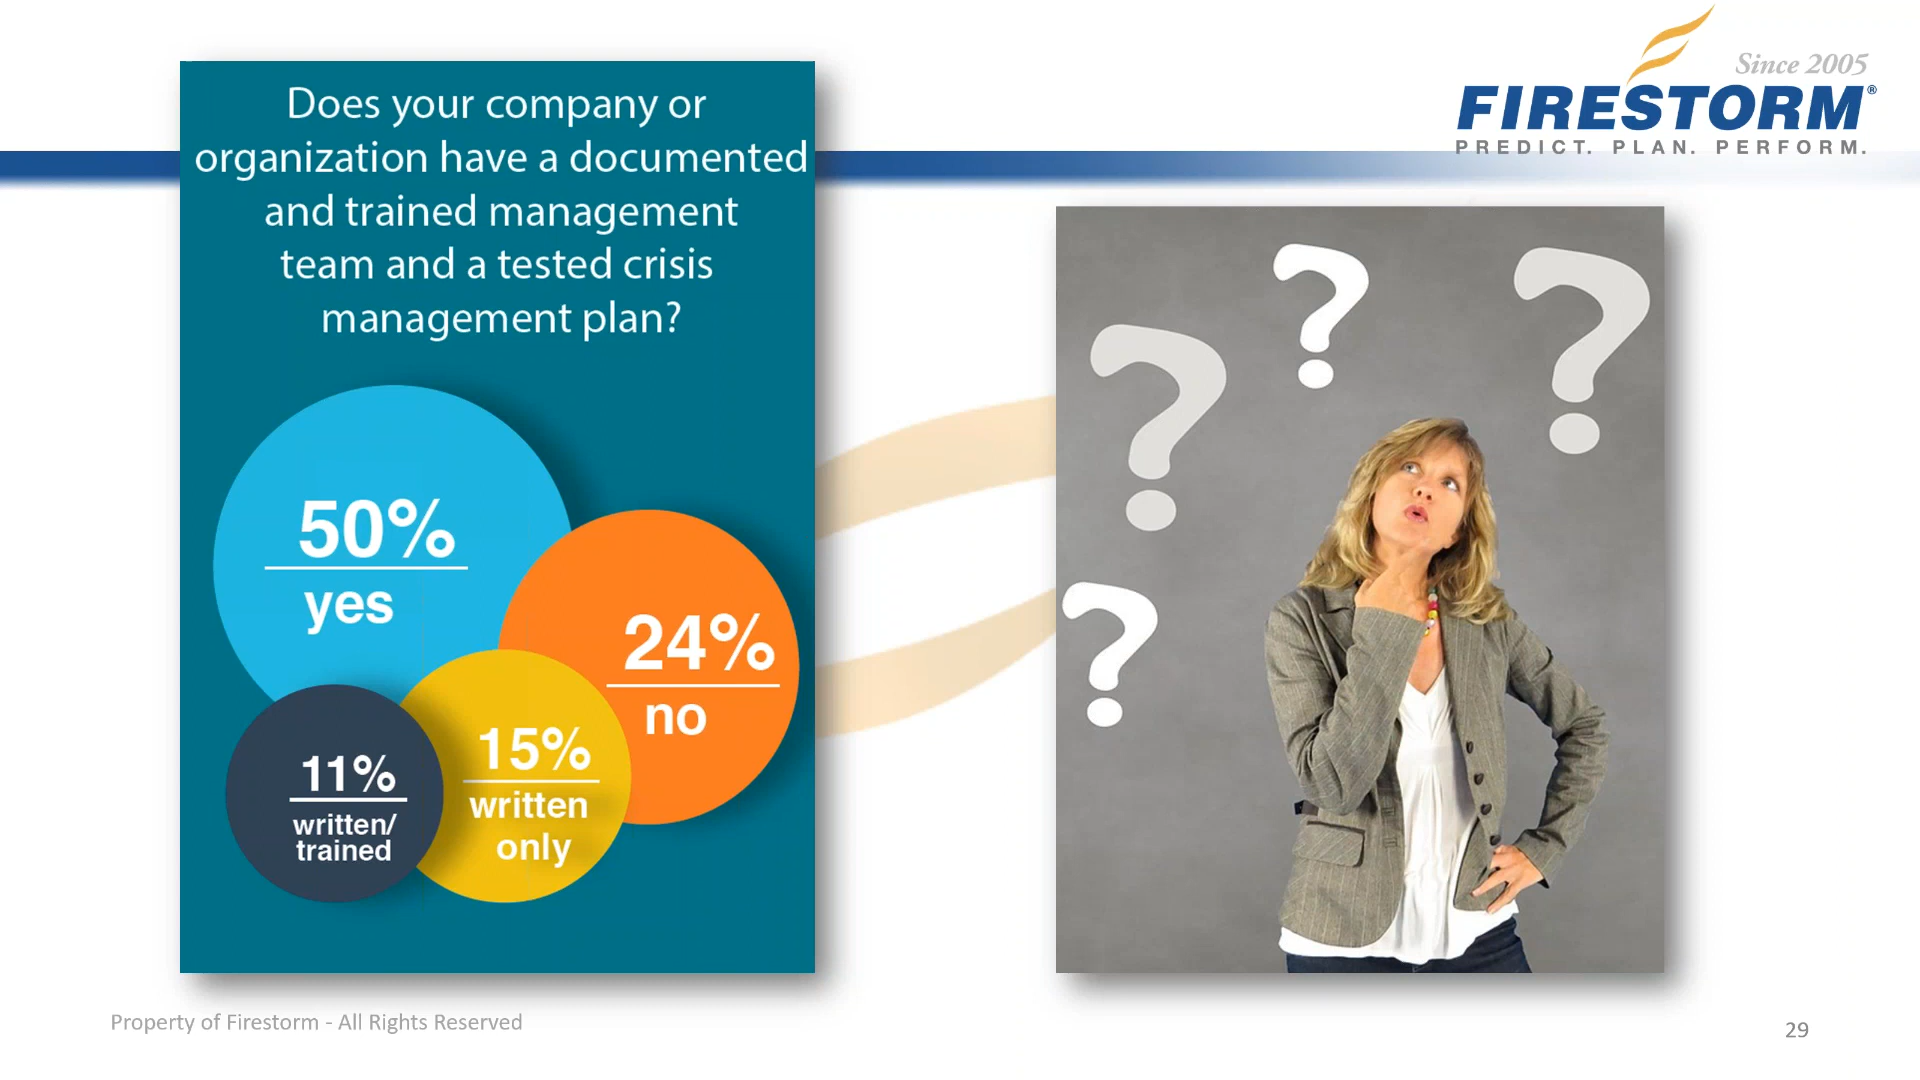 Since 2005
FIRESTORM®
PREDICT. PLAN. PERFORM.
Does your company or
organization have a documented
and trained management
team and a tested crisis
management plan?
50%
yes
24%
no
15%
written
only
11%
written/
trained
? ? ? ?
Property of Firestorm - All Rights Reserved
29